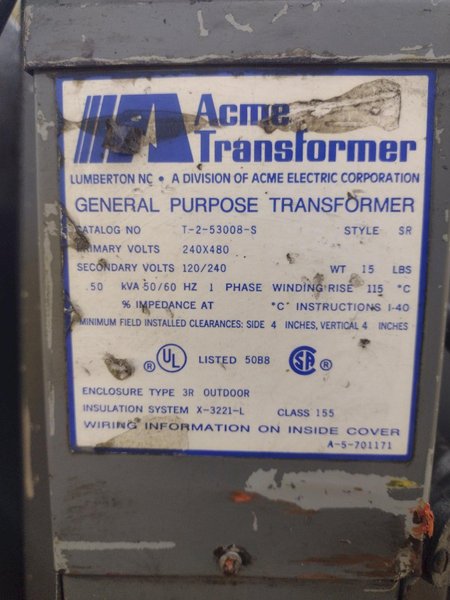 Acme
Transformer
LUMBERTON NC • A DIVISION OF ACME ELECTRIC CORPORATION
GENERAL PURPOSE TRANSFORMER
CATALOG NO T-2-53008-S STYLE SR
PRIMARY VOLTS 240X480
SECONDARY VOLTS 120/240 WT 15 LBS
.50 kVA 50/60 HZ 1 PHASE WINDING RISE 115 °C
% IMPEDANCE AT °C INSTRUCTIONS I-40
MINIMUM FIELD INSTALLED CLEARANCES: SIDE 4 INCHES, VERTICAL 4 INCHES
® UL LISTED 50B8 SA ®
ENCLOSURE TYPE 3R OUTDOOR
INSULATION SYSTEM X-3221-L CLASS 155
WIRING INFORMATION ON INSIDE COVER
A-5-701171